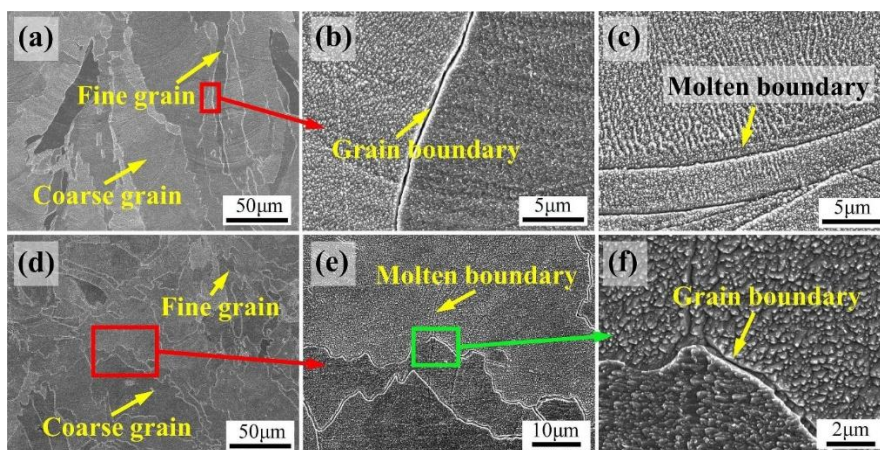 (a)
Fine grain
Coarse grain
50μm
(b)
Grain boundary
5μm
(c)
Molten boundary
5μm
(d)
Fine grain
Coarse grain
50μm
(e)
Molten boundary
10μm
(f)
Grain boundary
2μm